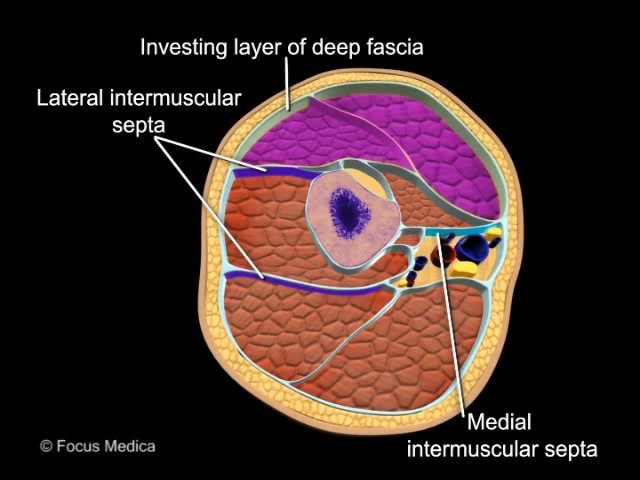 Investing layer of deep fascia
Lateral intermuscular
septa
Medial
intermuscular septa
© Focus Medica